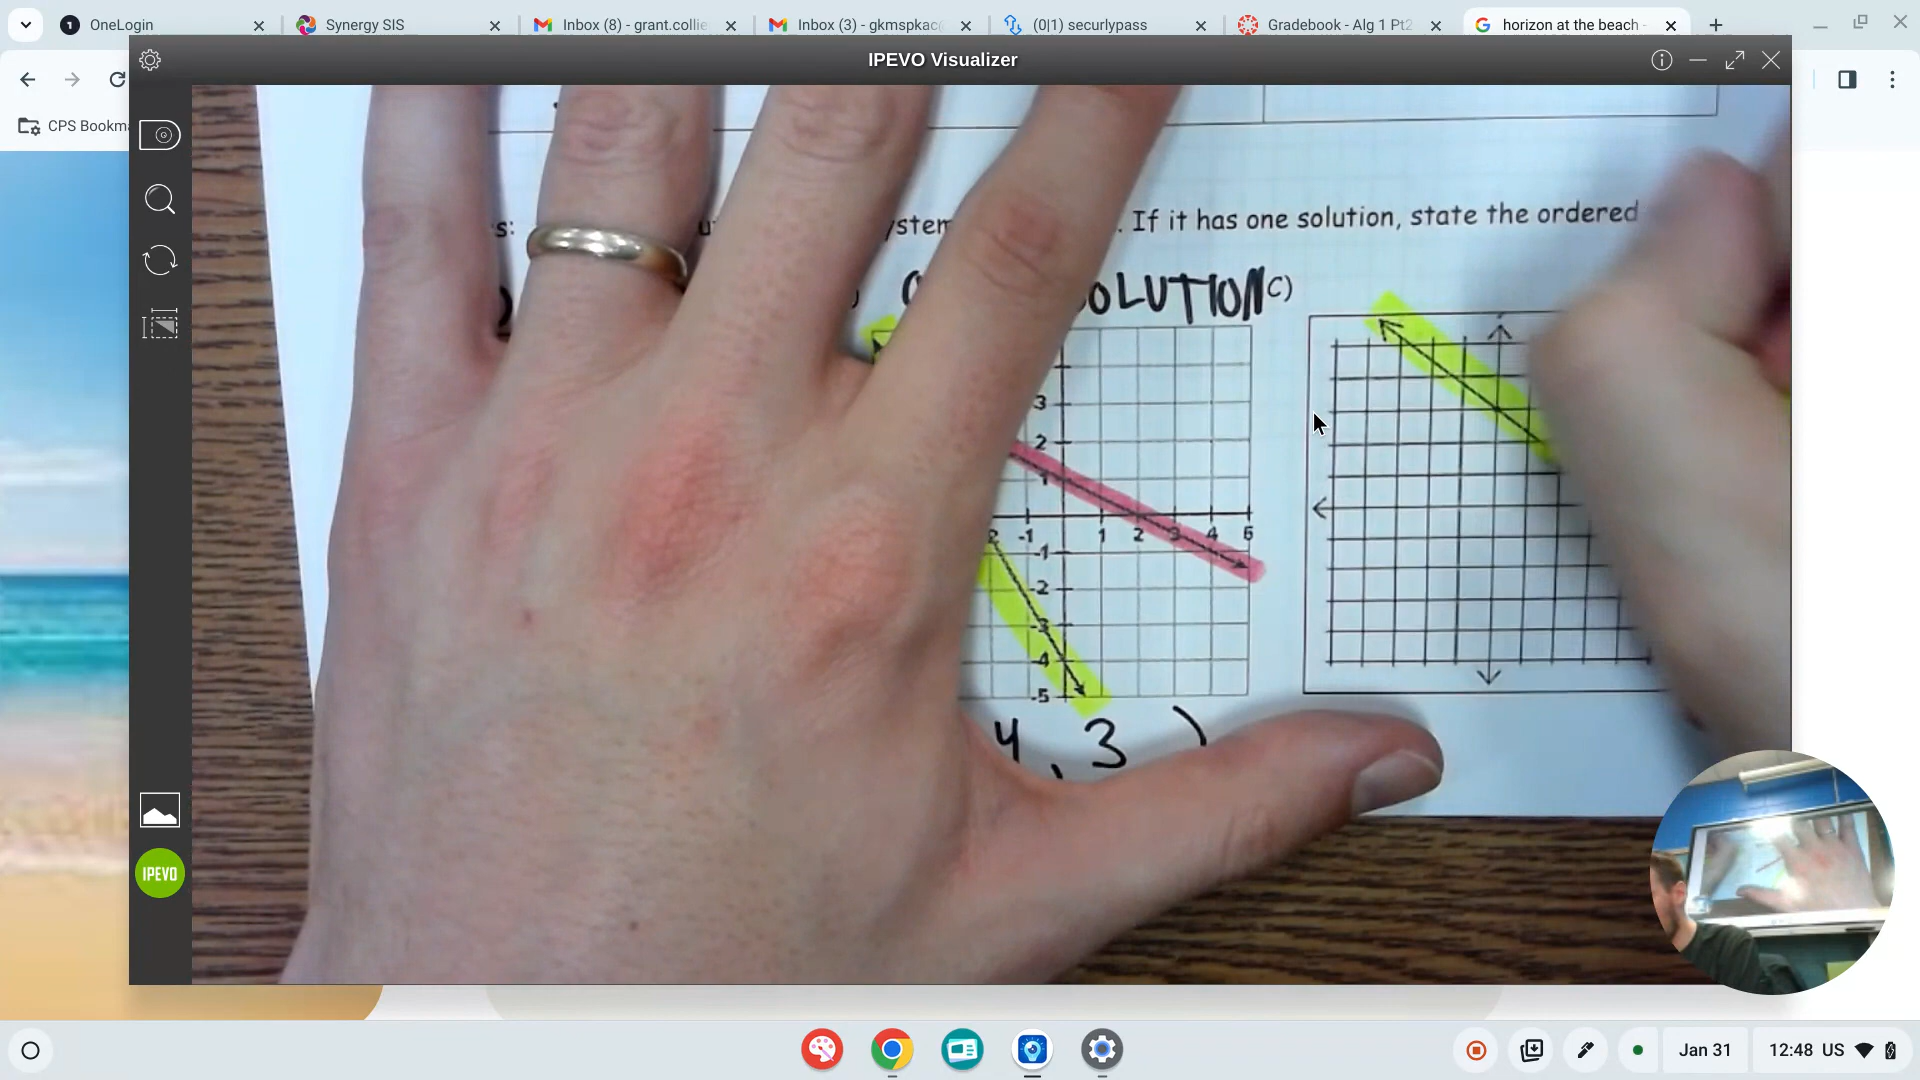 OneLogin
Synergy SIS
Inbox (8) - grant.collie
Inbox (3) - gkmspkac
(0|1) securlypass
Gradebook - Alg 1 Pt2
horizon at the beach -
IPEVO Visualizer
CPS Bookma
s:
. If it has one solution, state the ordered
OLUTION C)
3
2
1
-1 1 2 3 4 5
-1
-2
-3
-4
-5
4, 3 )
IPEVO
Jan 31
12:48 US